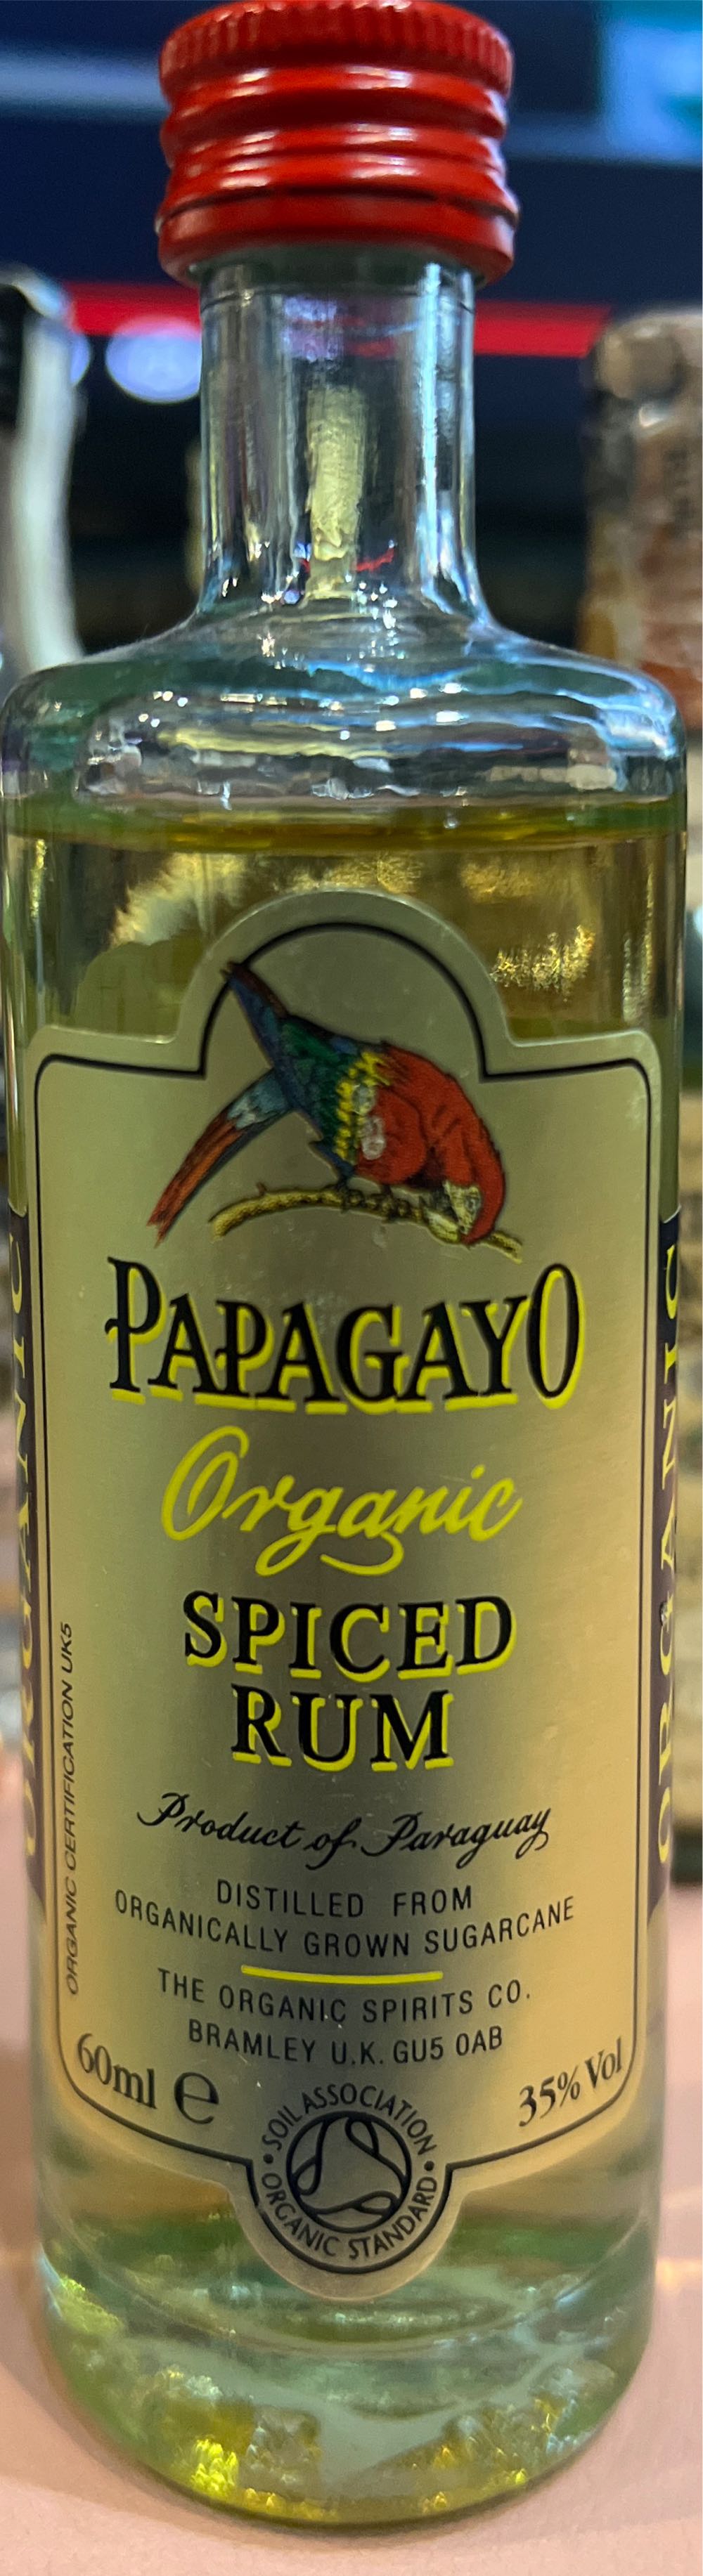 PAPAGAYO
Organic
SPICED
RUM
Product of Paraguay
DISTILLED FROM
ORGANICALLY GROWN SUGARCANE
THE ORGANIC SPIRITS CO.
BRAMLEY U.K. GU5 0AB
60ml e
35% Vol
SOIL ASSOCIATION
ORGANIC STANDARD
ORGANIC CERTIFICATION UK5
ORGANIC
ORGANIC